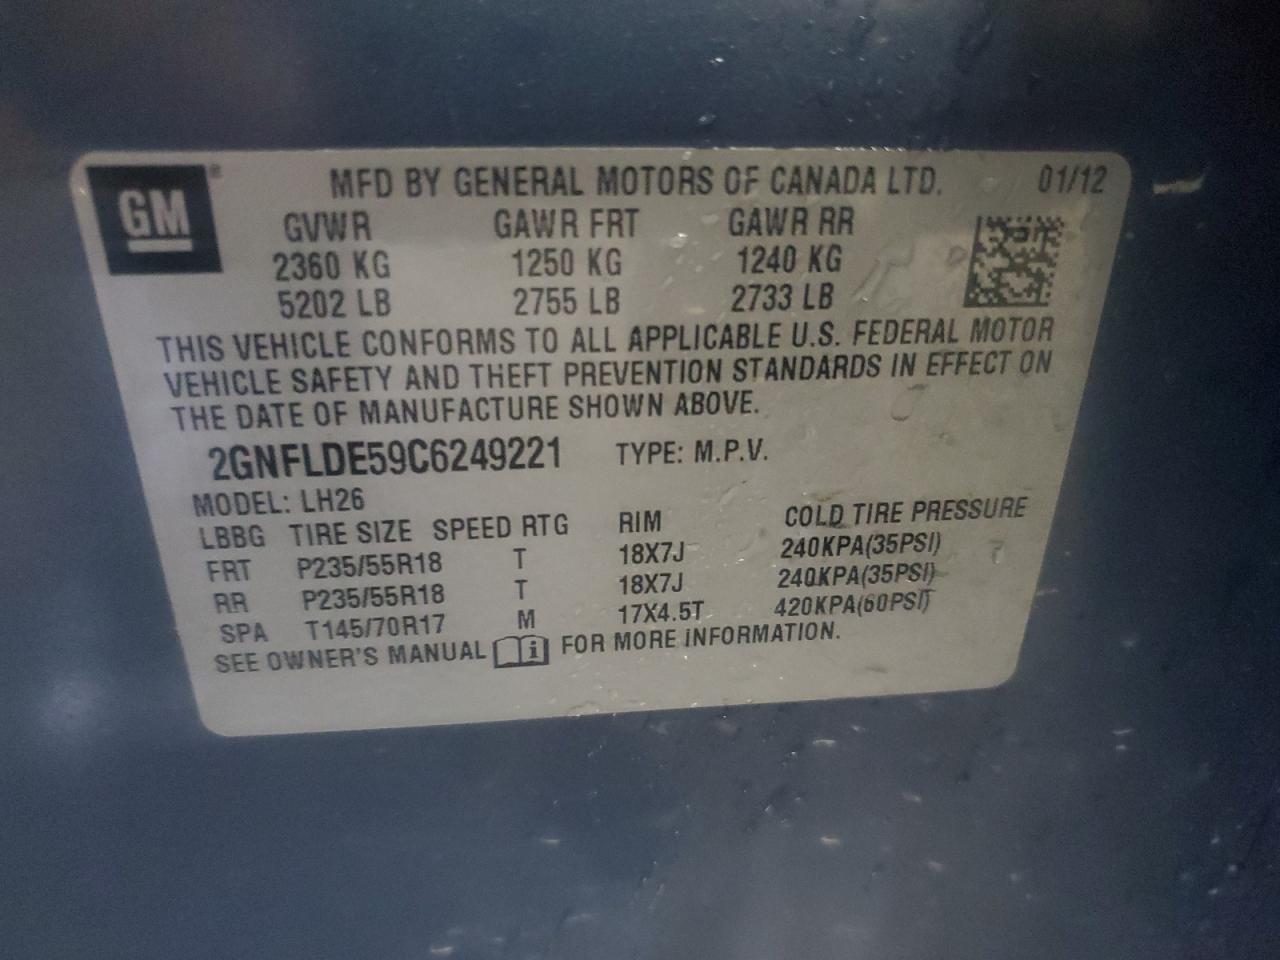 GM ®
MFD BY GENERAL MOTORS OF CANADA LTD. 01/12
GVWR GAWR FRT GAWR RR
2360 KG 1250 KG 1240 KG
5202 LB 2755 LB 2733 LB
THIS VEHICLE CONFORMS TO ALL APPLICABLE U.S. FEDERAL MOTOR
VEHICLE SAFETY AND THEFT PREVENTION STANDARDS IN EFFECT ON
THE DATE OF MANUFACTURE SHOWN ABOVE.
2GNFLDE59C6249221 TYPE: M.P.V.
MODEL: LH26
LBBG TIRE SIZE SPEED RTG RIM COLD TIRE PRESSURE
FRT P235/55R18 T 18X7J 240KPA(35PSI)
RR P235/55R18 T 18X7J 240KPA(35PSI)
SPA T145/70R17 M 17X4.5T 420KPA(60PSI)
SEE OWNER'S MANUAL i FOR MORE INFORMATION.